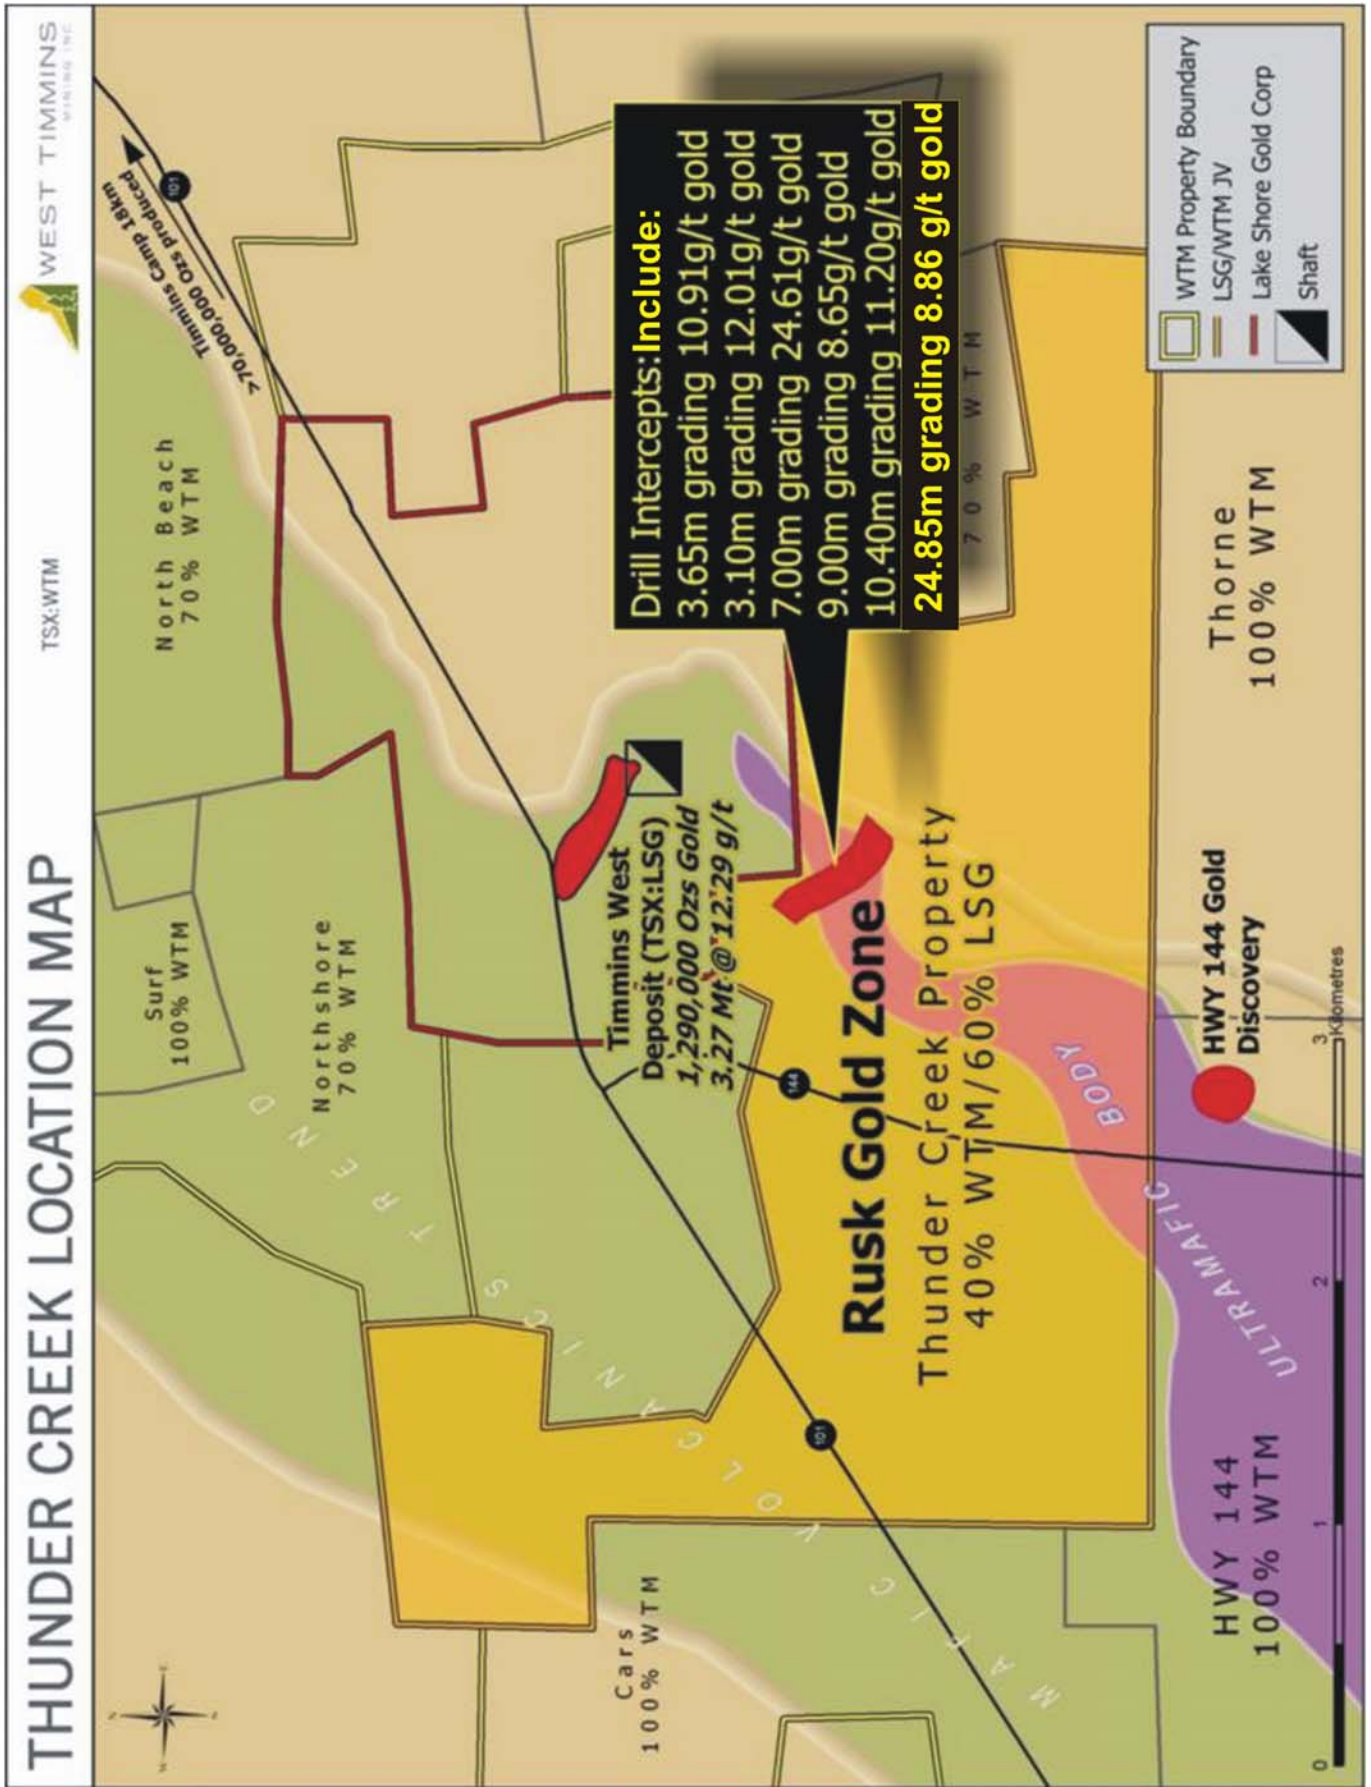 THUNDER CREEK LOCATION MAP
TSX:WTM
WEST TIMMINS
MINING INC.
N
W
E
S
Timmins Camp 18km
>70,000,000 ozs produced
101
North Beach
70% WTM
Surf
100% WTM
Northshore
70% WTM
MAFIC VOLCANICS TREND
Timmins West
Deposit (TSX:LSG)
1,290,000 Ozs Gold
3.27 Mt @ 12.29 g/t
Drill Intercepts: Include:
3.65m grading 10.91g/t gold
3.10m grading 12.01g/t gold
7.00m grading 24.61g/t gold
9.00m grading 8.65g/t gold
10.40m grading 11.20g/t gold
24.85m grading 8.86 g/t gold
70% WTM
Cars
100% WTM
101
144
Rusk Gold Zone
Thunder Creek Property
40% WTM/60% LSG
ULTRAMAFIC BODY
HWY 144
100% WTM
HWY 144 Gold
Discovery
Thorne
100% WTM
WTM Property Boundary
LSG/WTM JV
Lake Shore Gold Corp
Shaft
0
1
2
3
Kilometres